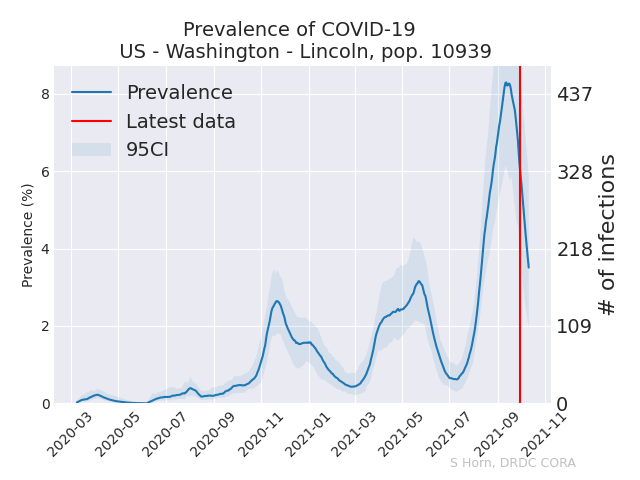 Prevalence of COVID-19
US - Washington - Lincoln, pop. 10939
Prevalence
Latest data
95CI
Prevalence (%)
8
6
4
2
0
437
328
218
109
0
# of infections
2020-03
2020-05
2020-07
2020-09
2020-11
2021-01
2021-03
2021-05
2021-07
2021-09
2021-11
S Horn, DRDC CORA